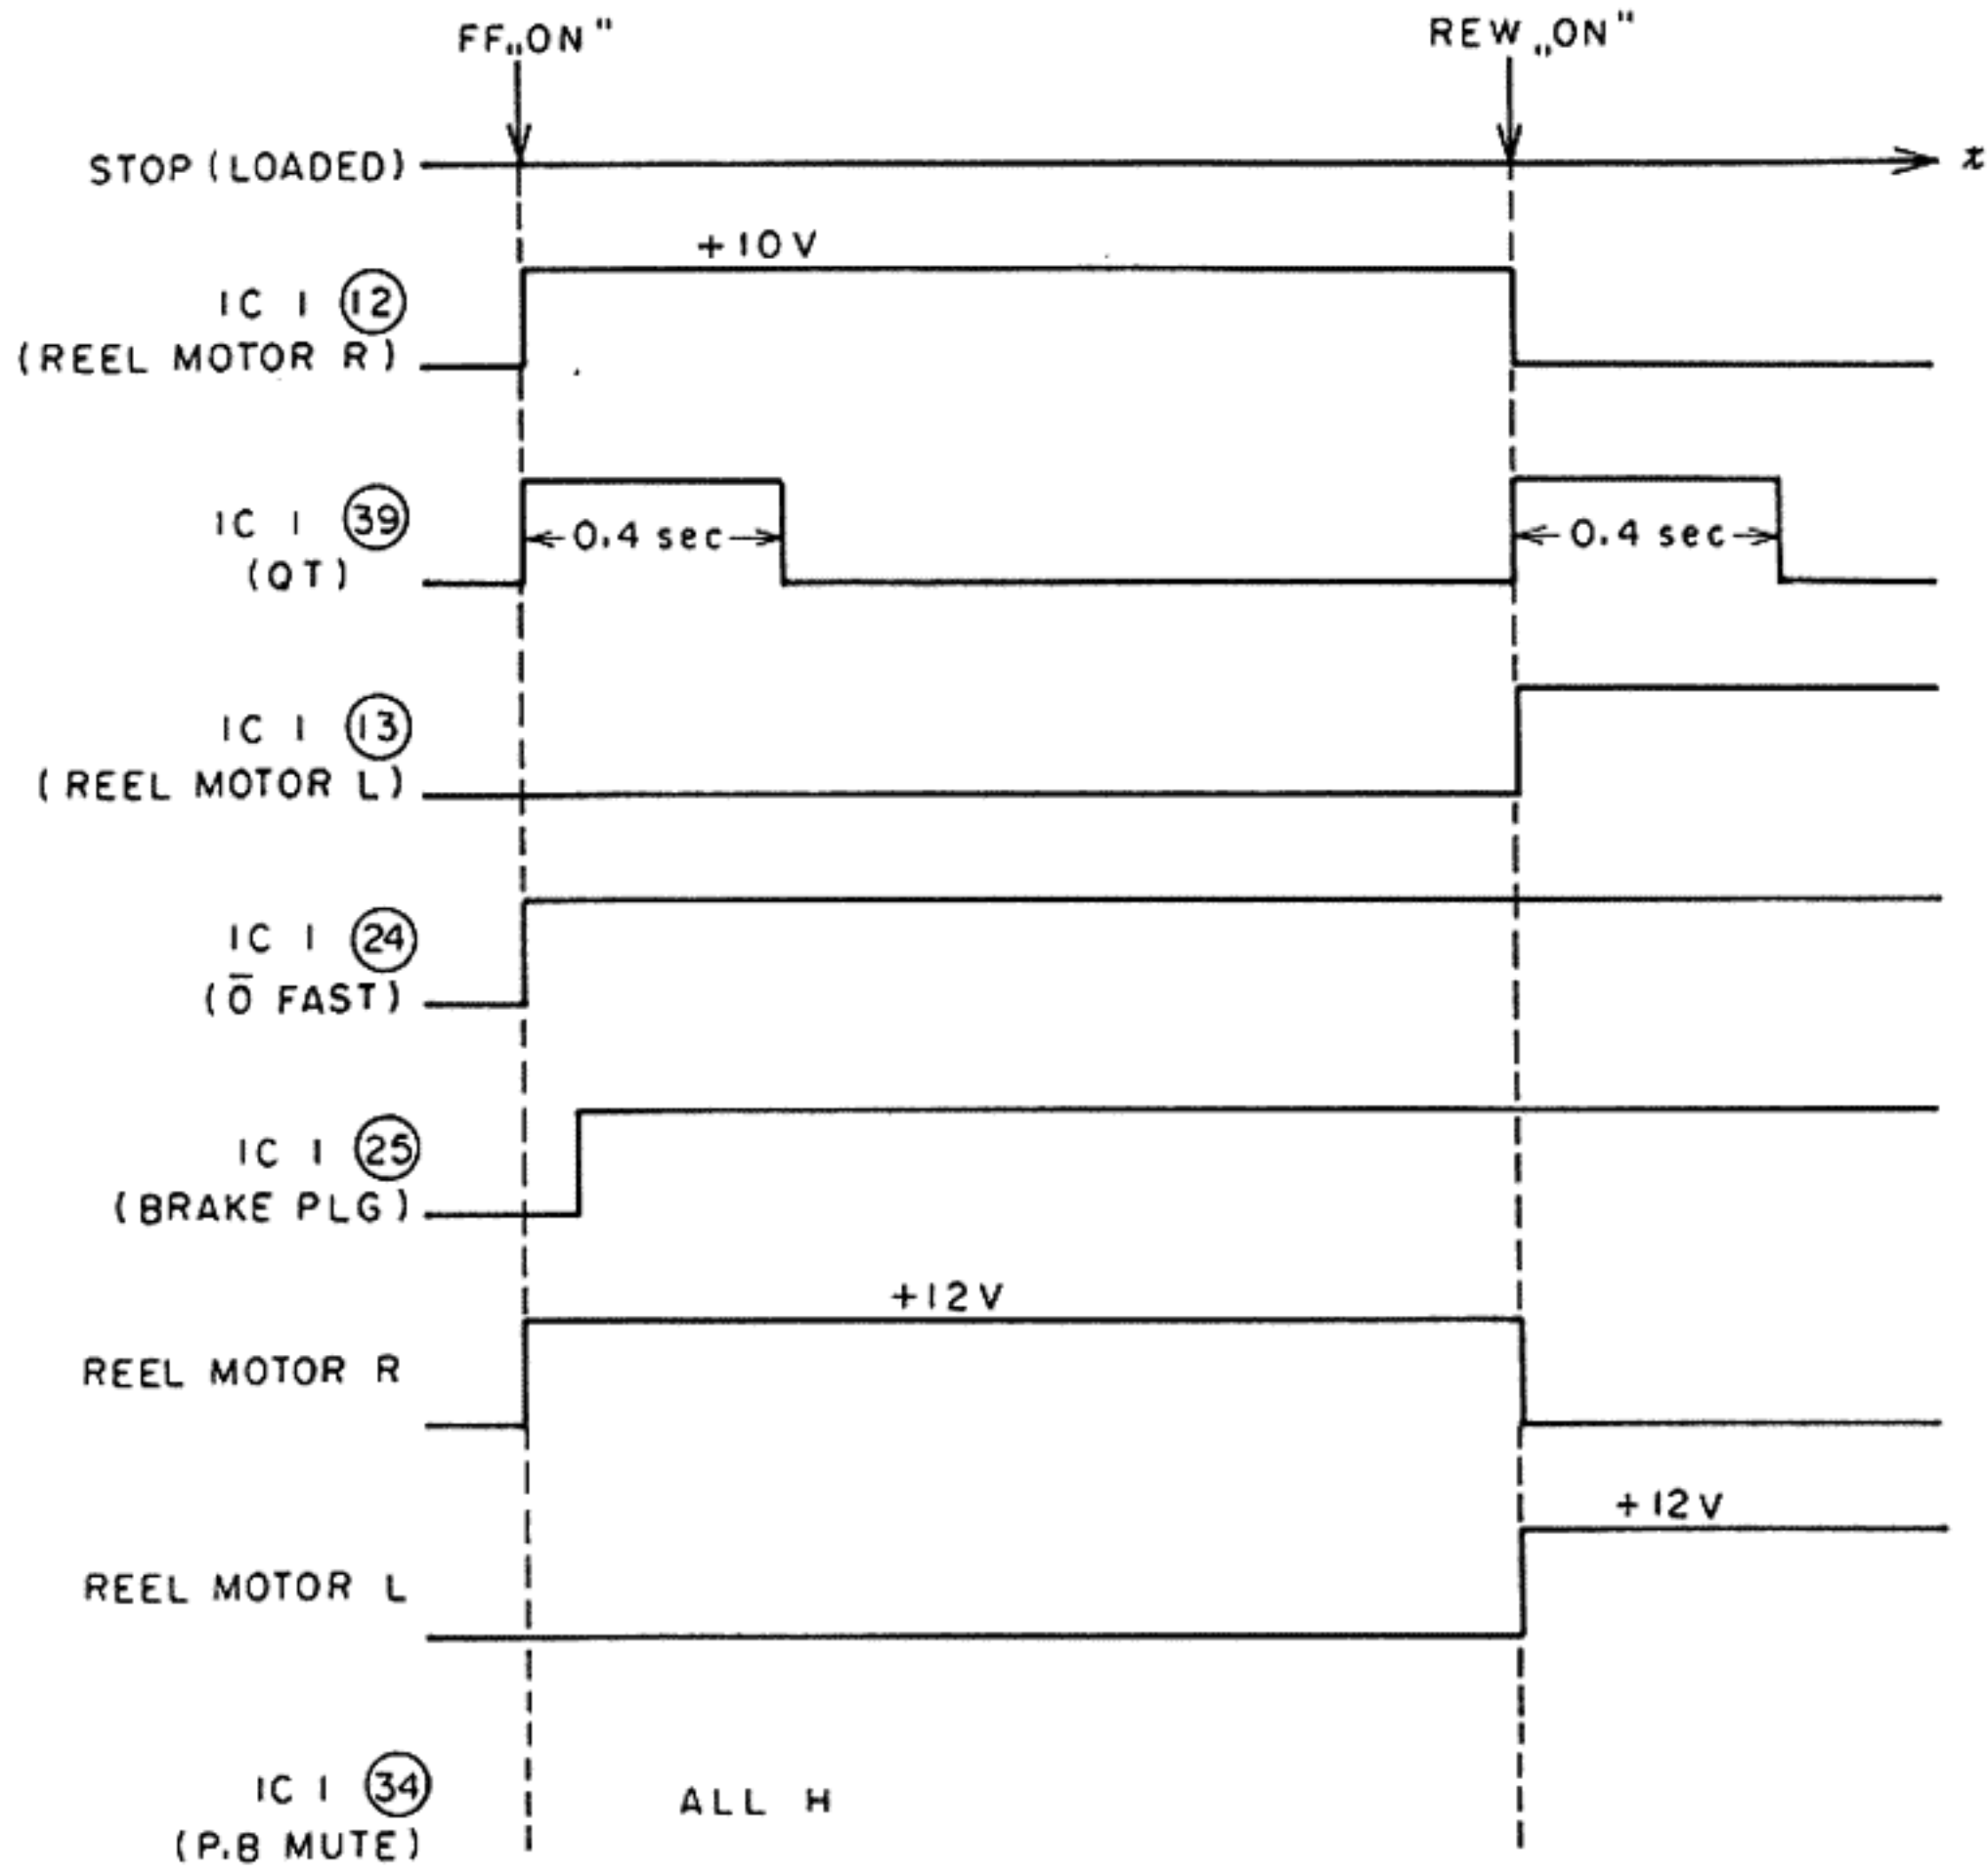 FF„ON"
REW„ON"
STOP (LOADED)
t
+10V
IC 1 12
(REEL MOTOR R)
IC 1 39
(QT)
0.4 sec
0.4 sec
IC 1 13
(REEL MOTOR L)
IC 1 24
(O̅ FAST)
IC 1 25
(BRAKE PLG)
+12V
REEL MOTOR R
+12V
REEL MOTOR L
IC 1 34
(P.B MUTE)
ALL H